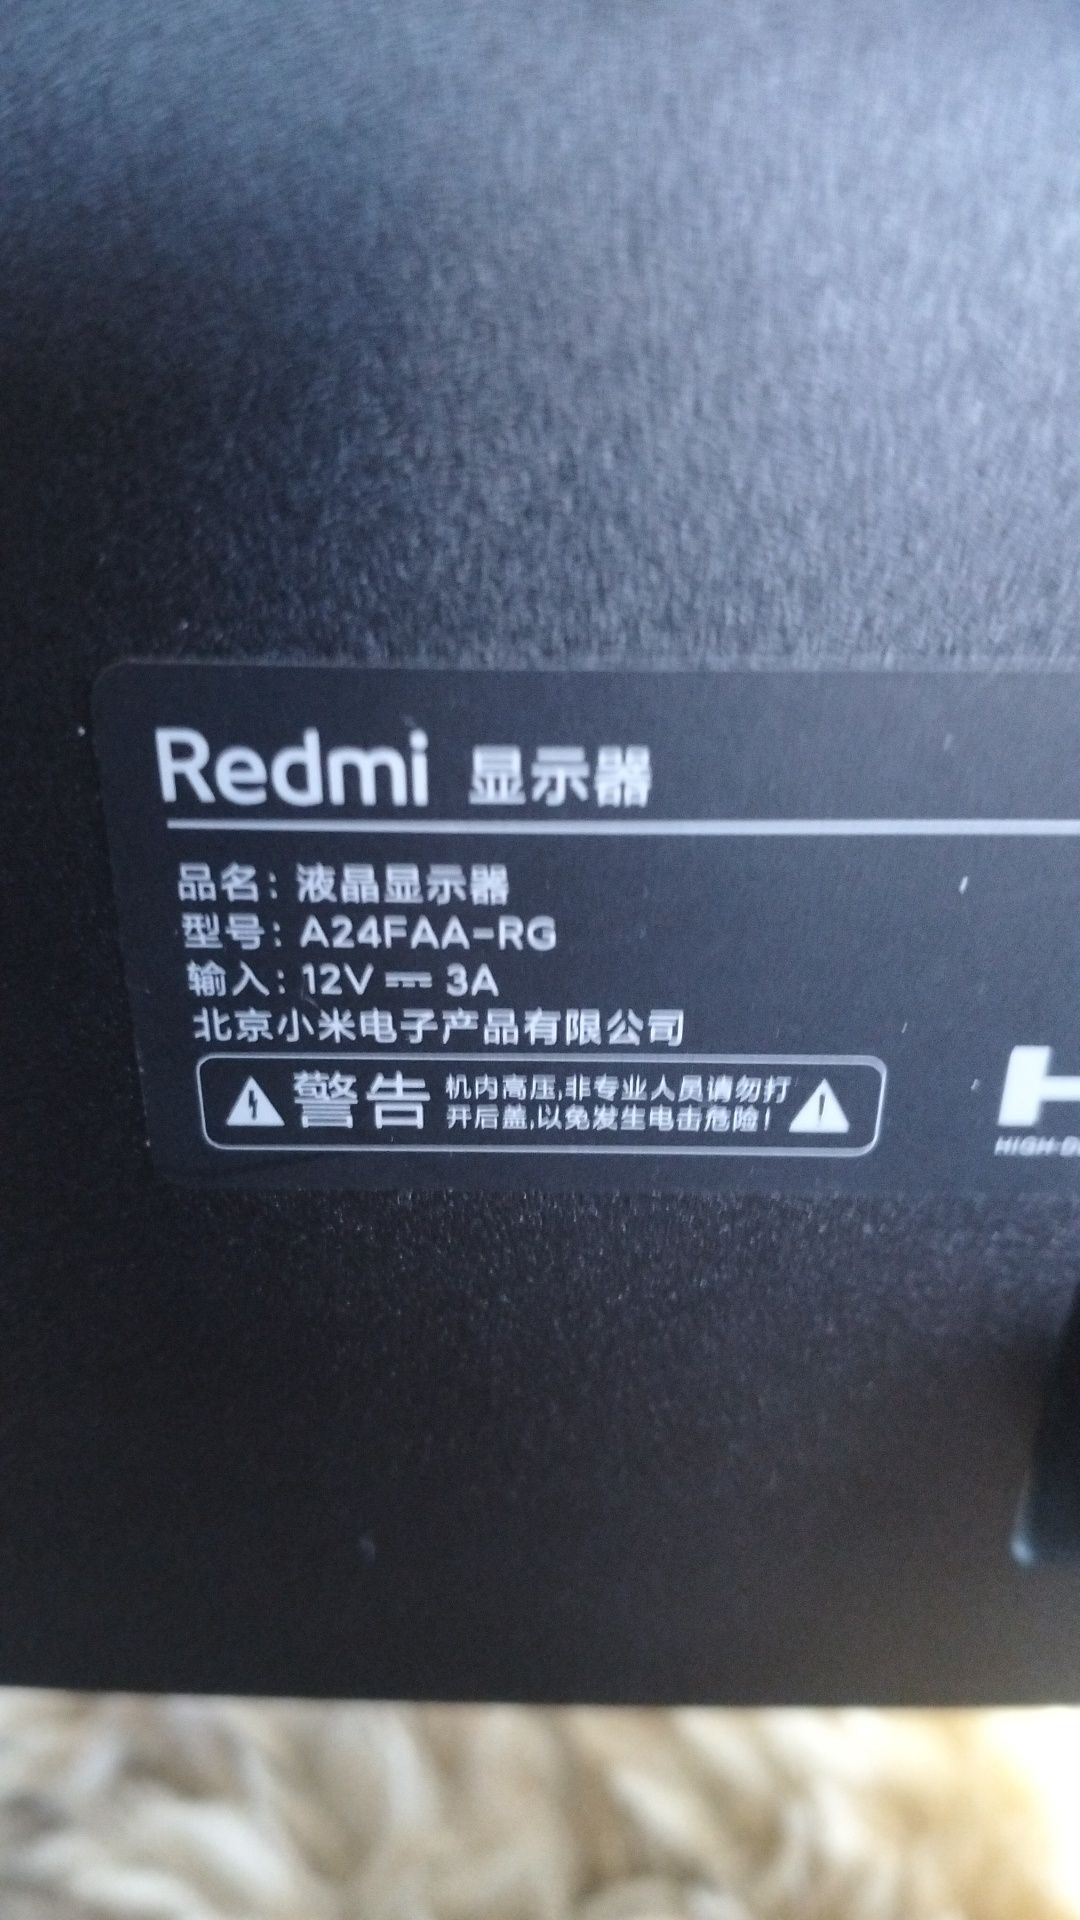 Redmi 显示器
品名：液晶显示器
型号：A24FAA-RG
输入：12V ⎓ 3A
北京小米电子产品有限公司
警告 机内高压,非专业人员请勿打
开后盖,以免发生电击危险!
H
HIGH-D